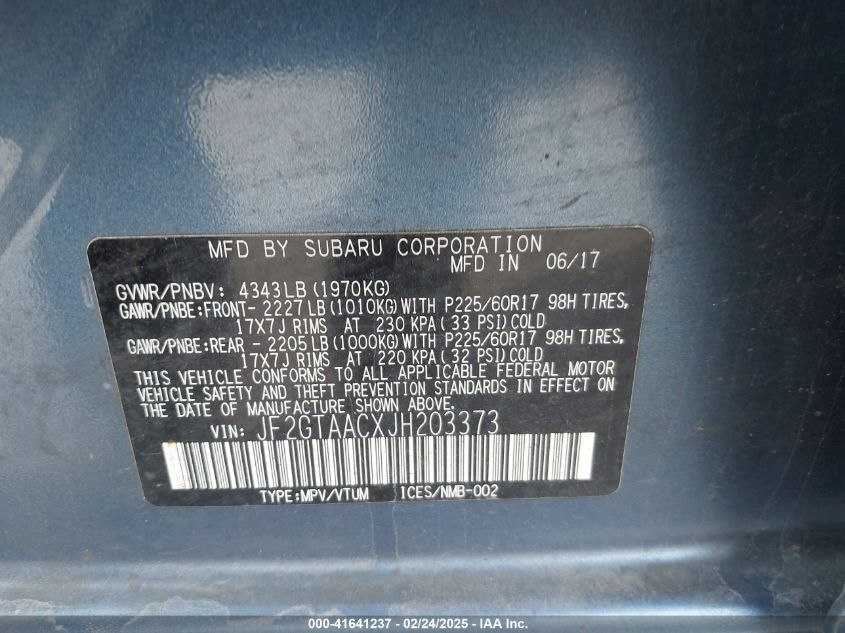 MFD BY SUBARU CORPORATION
MFD IN 06/17
GVWR/PNBV: 4343LB (1970KG)
GAWR/PNBE:FRONT- 2227LB (1010KG)WITH P225/60R17 98H TIRES,
17X7J RIMS AT 230 KPA (33 PSI)COLD
GAWR/PNBE:REAR - 2205LB (1000KG)WITH P225/60R17 98H TIRES,
17X7J RIMS AT 220 KPA (32 PSI)COLD
THIS VEHICLE CONFORMS TO ALL APPLICABLE FEDERAL MOTOR
VEHICLE SAFETY AND THEFT PREVENTION STANDARDS IN EFFECT ON
THE DATE OF MANUFACTURE SHOWN ABOVE.
VIN: JF2GTAACXJH203373
TYPE:MPV/VTUM ICES/NMB-002
000-41641237 - 02/24/2025 - IAA Inc.